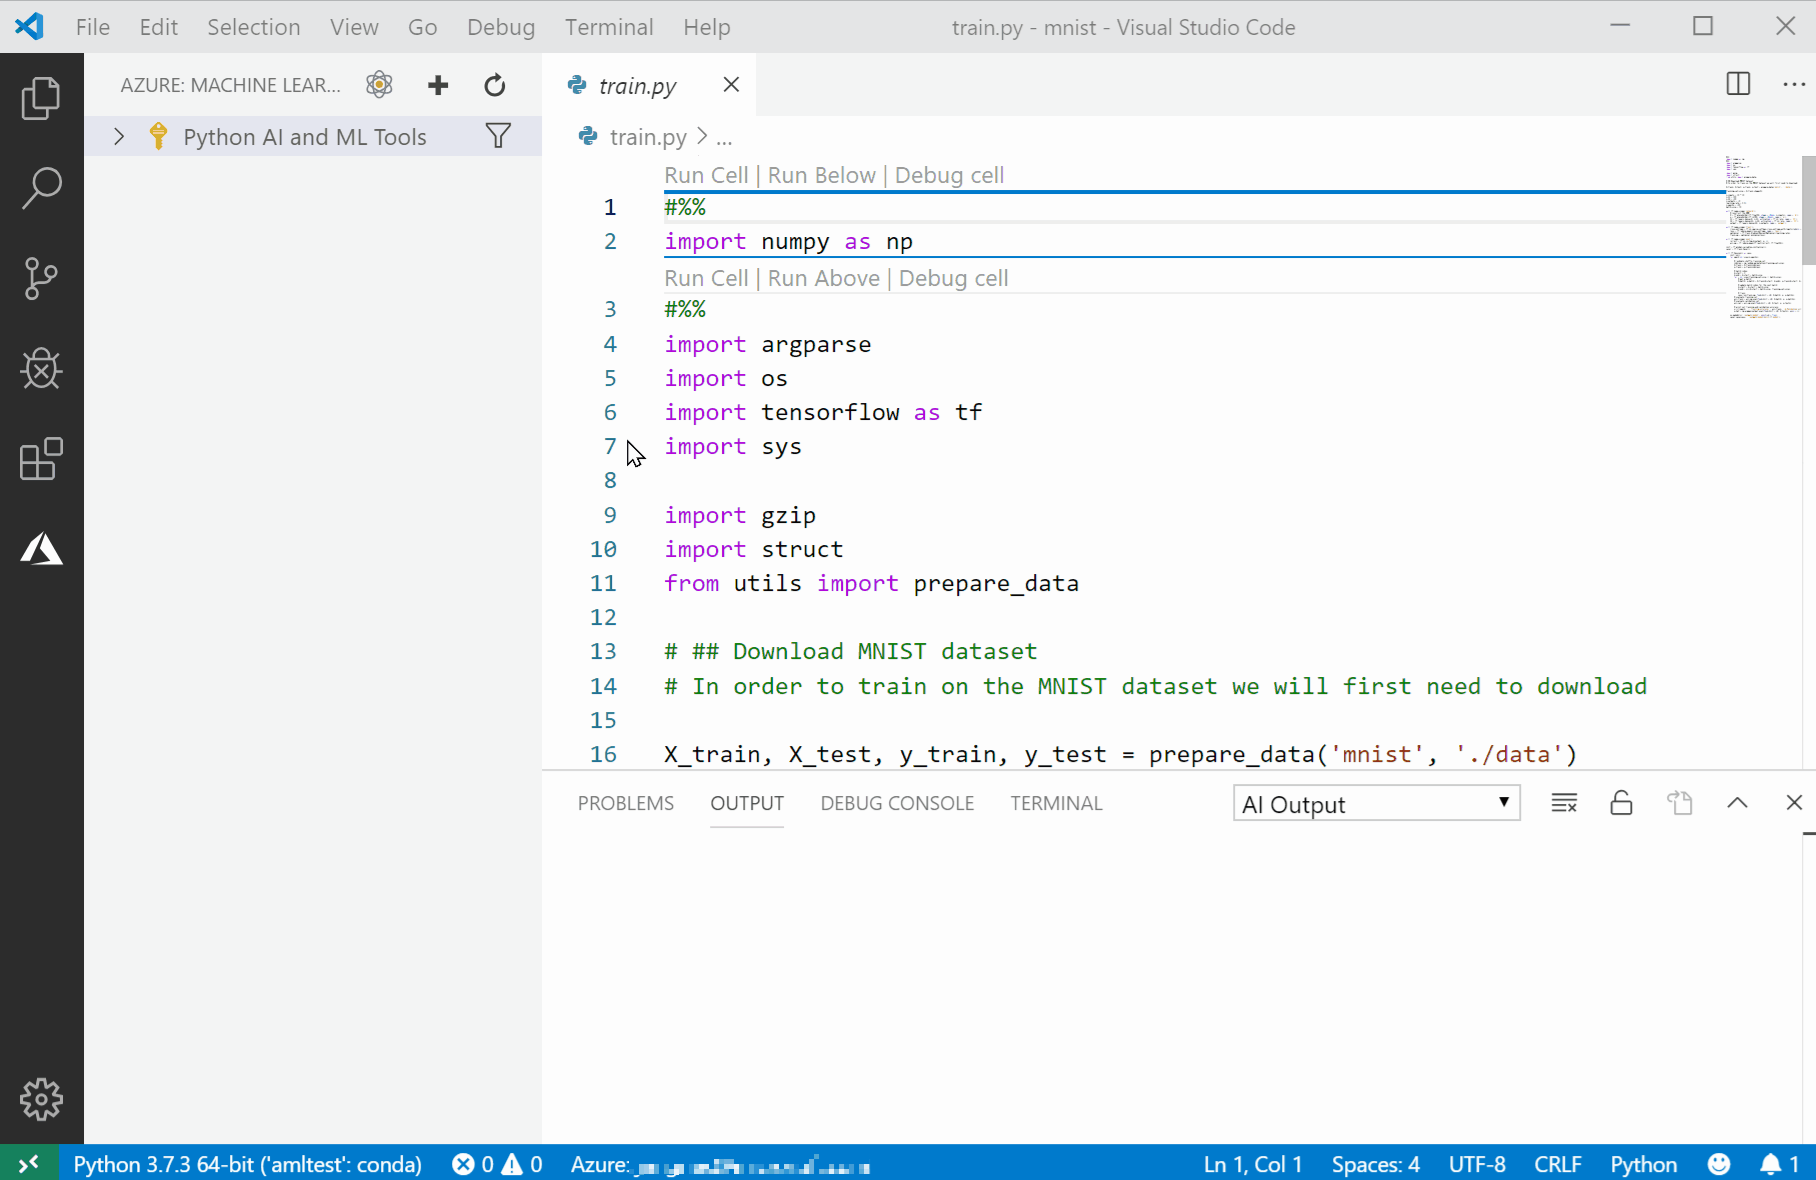 File Edit Selection View Go Debug Terminal Help train.py - mnist - Visual Studio Code
AZURE: MACHINE LEAR...
Python AI and ML Tools
train.py
train.py > ...
Run Cell | Run Below | Debug cell
1 #%%
2 import numpy as np
Run Cell | Run Above | Debug cell
3 #%%
4 import argparse
5 import os
6 import tensorflow as tf
7 import sys
8
9 import gzip
10 import struct
11 from utils import prepare_data
12
13 # ## Download MNIST dataset
14 # In order to train on the MNIST dataset we will first need to download
15
16 X_train, X_test, y_train, y_test = prepare_data('mnist', './data')
PROBLEMS OUTPUT DEBUG CONSOLE TERMINAL AI Output
Python 3.7.3 64-bit ('amltest': conda) 0 0 Azure: Ln 1, Col 1 Spaces: 4 UTF-8 CRLF Python 1